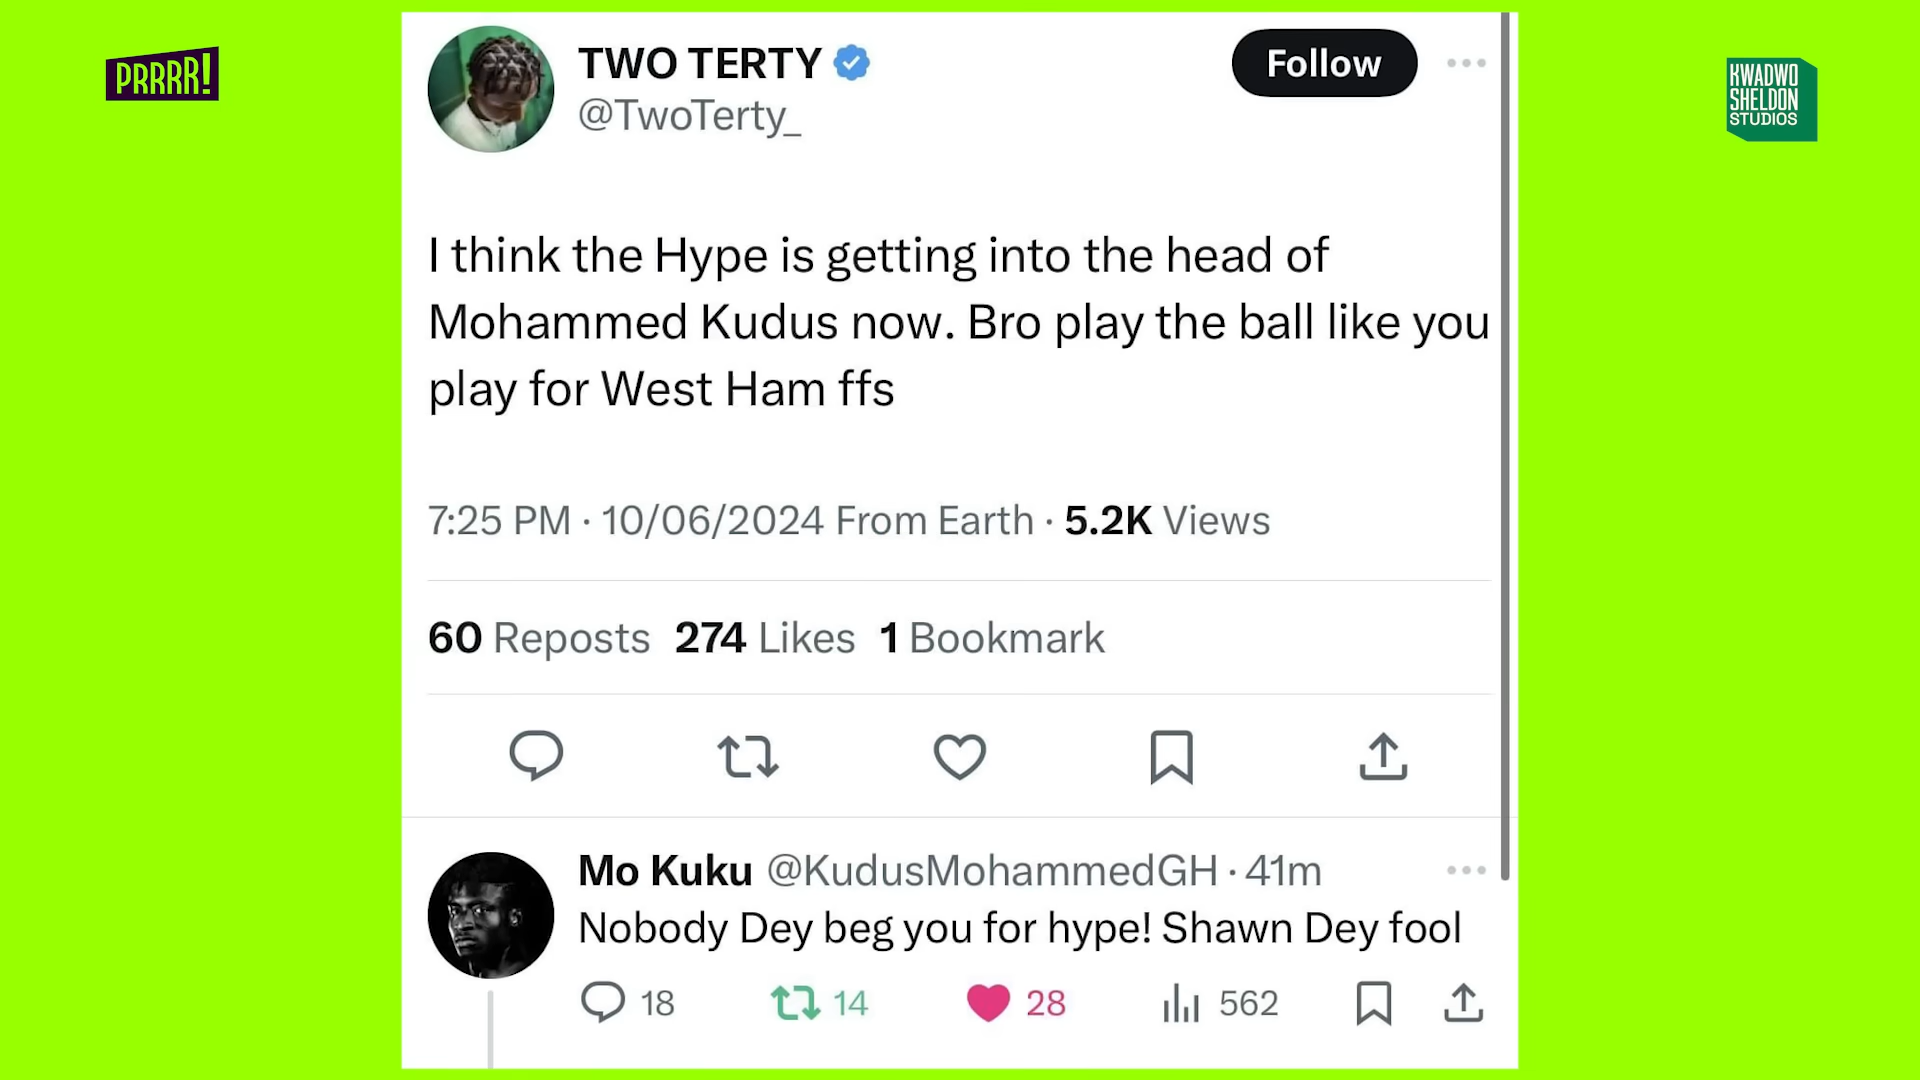 PRRRR!
KWADWO
SHELDON
STUDIOS
TWO TERTY
@TwoTerty_
Follow
I think the Hype is getting into the head of
Mohammed Kudus now. Bro play the ball like you
play for West Ham ffs
7:25 PM · 10/06/2024 From Earth · 5.2K Views
60 Reposts 274 Likes 1 Bookmark
Mo Kuku @KudusMohammedGH · 41m
Nobody Dey beg you for hype! Shawn Dey fool
18 14 28 562